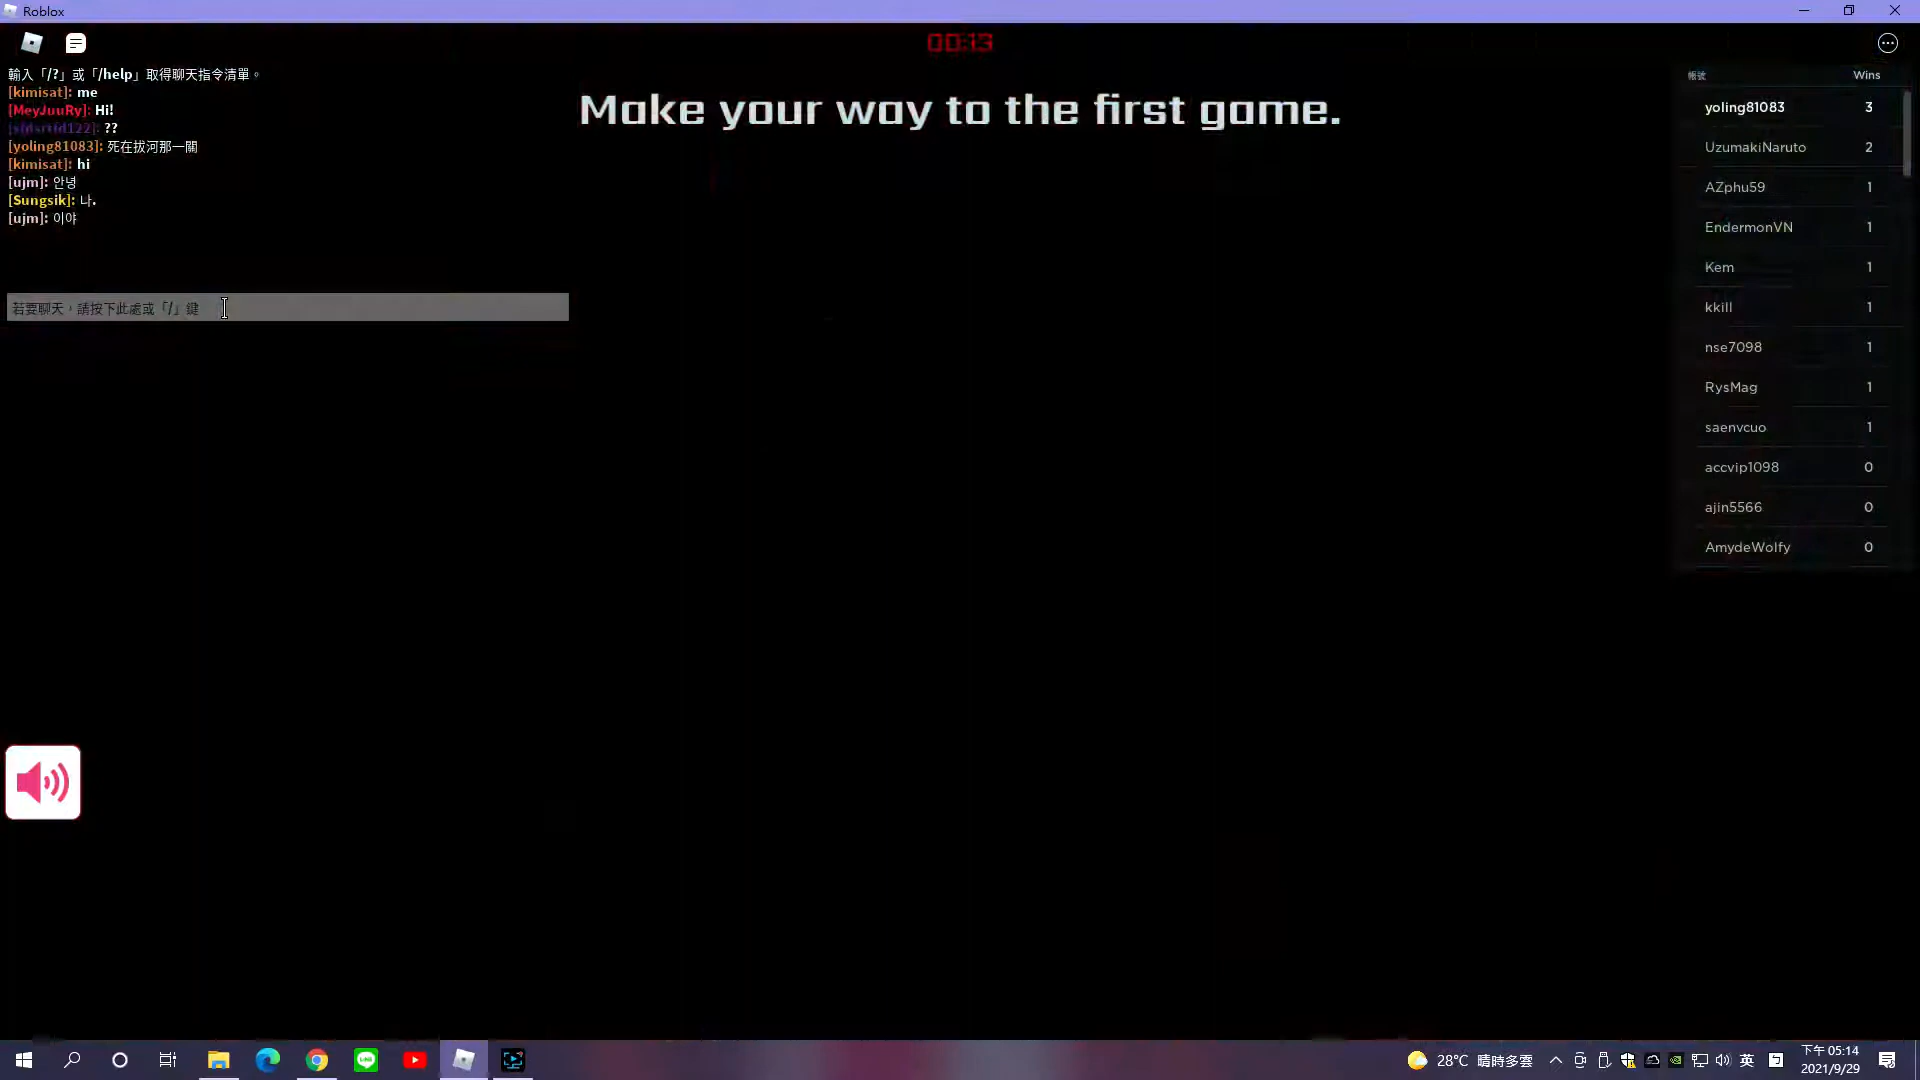 Roblox
00:13
輸入「/?」或「/help」取得聊天指令清單。
[kimisat]: me
[MeyJuuRy]: Hi!
??
[yoling81083]: 死在拔河那一關
[kimisat]: hi
[ujm]: 안녕
[Sungsik]: 나.
[ujm]: 이야
若要聊天，請按下此處或「/」鍵
Make your way to the first game.
帳號 Wins
yoling81083 3
UzumakiNaruto 2
AZphu59 1
EndermonVN 1
Kem 1
kkill 1
nse7098 1
RysMag 1
saenvcuo 1
accvip1098 0
ajin5566 0
AmydeWolfy 0
28°C 晴時多雲
英
下午 05:14
2021/9/29